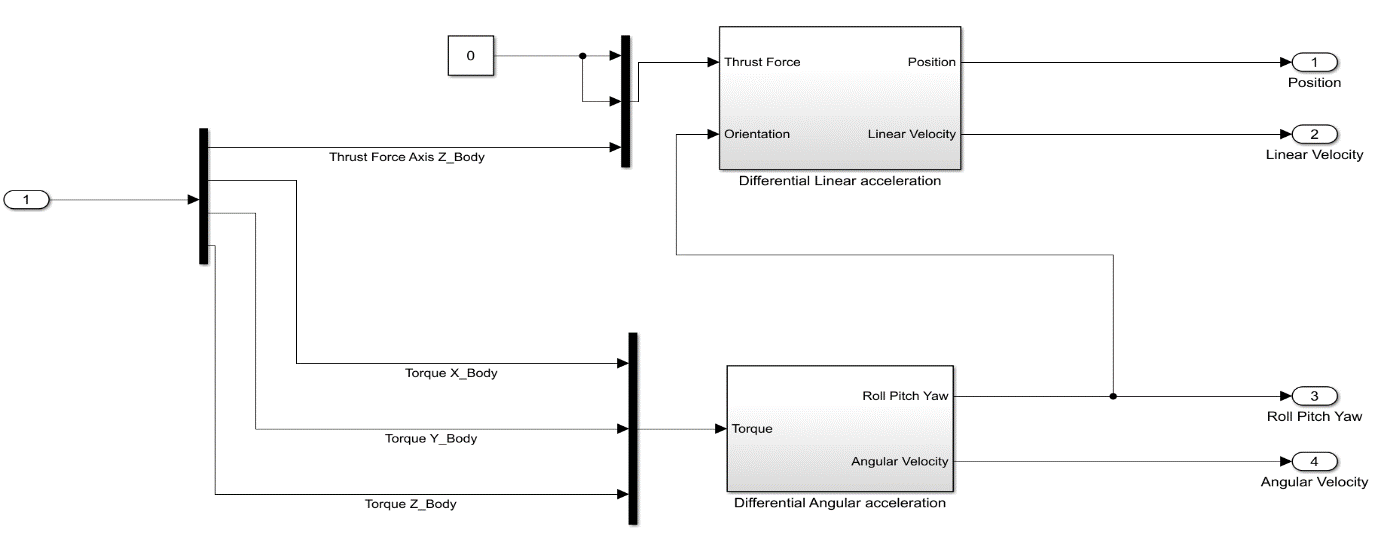 0
Thrust Force
Position
1
Position
Orientation
Linear Velocity
2
Linear Velocity
Thrust Force Axis Z_Body
Differential Linear acceleration
1
Torque X_Body
Roll Pitch Yaw
3
Roll Pitch Yaw
Torque Y_Body
Torque
Angular Velocity
4
Angular Velocity
Torque Z_Body
Differential Angular acceleration